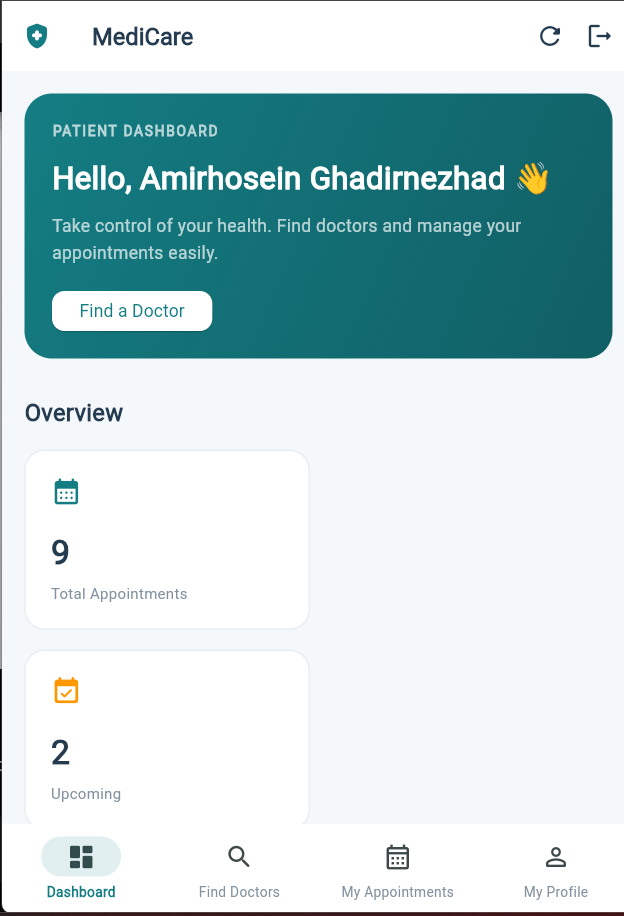 MediCare
PATIENT DASHBOARD
Hello, Amirhosein Ghadirnezhad 👋
Take control of your health. Find doctors and manage your
appointments easily.
Find a Doctor
Overview
9
Total Appointments
2
Upcoming
Dashboard
Find Doctors
My Appointments
My Profile